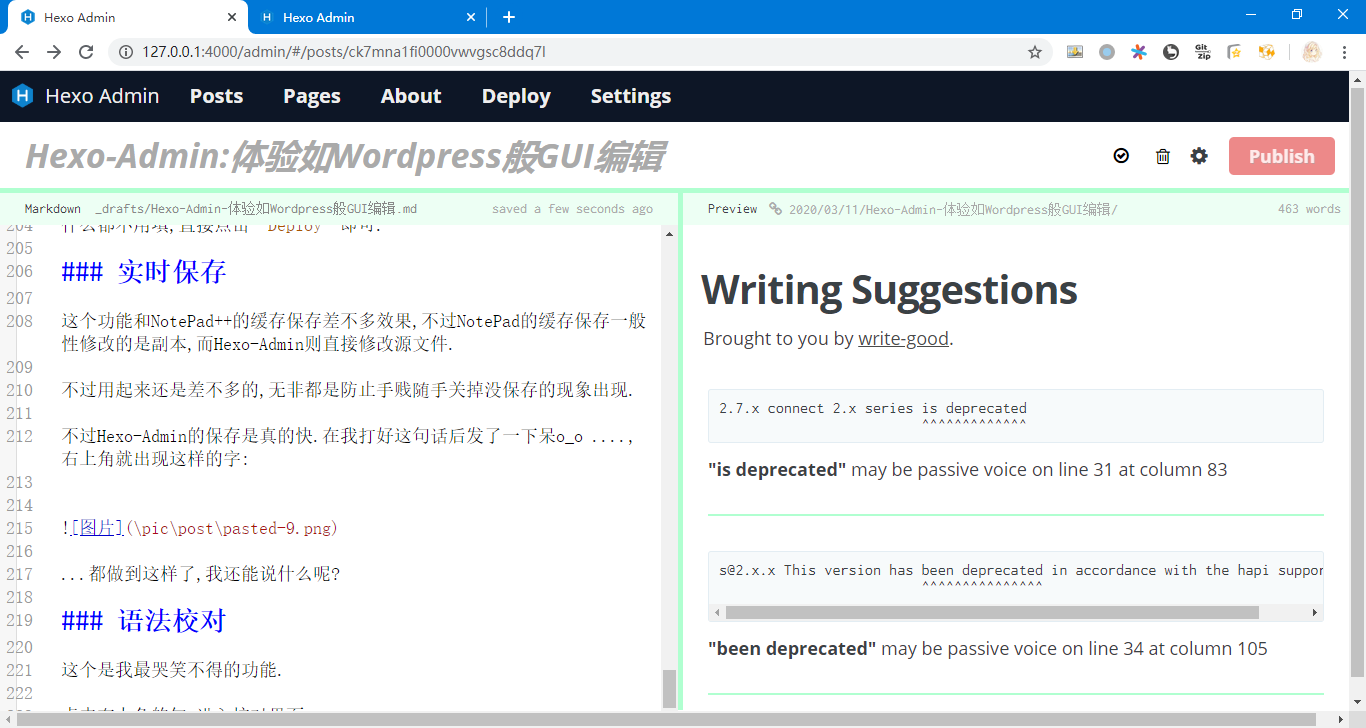 Hexo Admin
Hexo Admin
127.0.0.1:4000/admin/#/posts/ck7mna1fi0000vwvgsc8ddq7l
Git Zip
Hexo Admin Posts Pages About Deploy Settings
Hexo-Admin:体验如Wordpress般GUI编辑
Publish
Markdown _drafts/Hexo-Admin-体验如Wordpress般GUI编辑.md saved a few seconds ago
Preview 2020/03/11/Hexo-Admin-体验如Wordpress般GUI编辑/ 463 words
204 什么都不用填,直接点击 Deploy 即可.
205
206 ### 实时保存
207
208 这个功能和NotePad++的缓存保存差不多效果,不过NotePad的缓存保存一般
性修改的是副本,而Hexo-Admin则直接修改源文件.
209
210 不过用起来还是差不多的,无非都是防止手贱随手关掉没保存的现象出现.
211
212 不过Hexo-Admin的保存是真的快.在我打好这句话后发了一下呆o_o ....,
右上角就出现这样的字:
213
214
215 ![图片](\pic\post\pasted-9.png)
216
217 ...都做到这样了,我还能说什么呢?
218
219 ### 语法校对
220
221 这个是我最哭笑不得的功能.
222
Writing Suggestions
Brought to you by write-good.
2.7.x connect 2.x series is deprecated
^^^^^^^^^^^^^
"is deprecated" may be passive voice on line 31 at column 83
s@2.x.x This version has been deprecated in accordance with the hapi suppor
^^^^^^^^^^^^^^^
"been deprecated" may be passive voice on line 34 at column 105